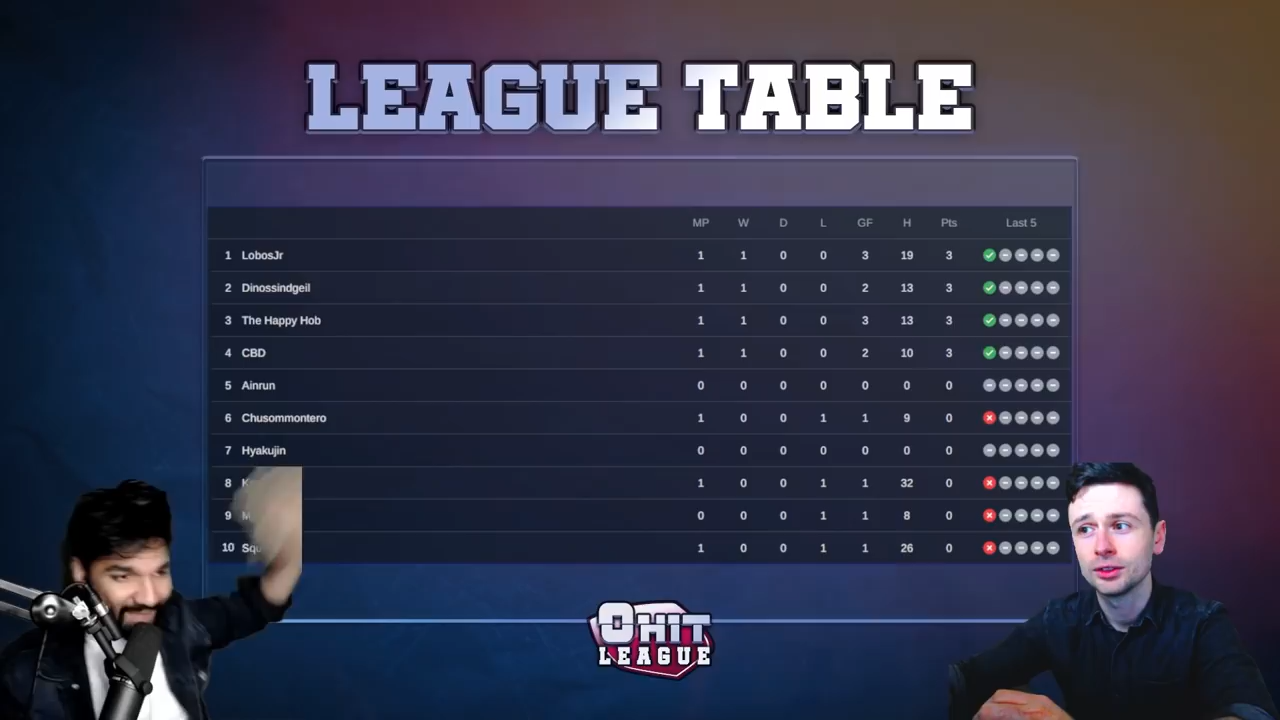 LEAGUE TABLE
MP W D L GF H Pts Last 5
1 LobosJr 1 1 0 0 3 19 3
2 Dinossindgeil 1 1 0 0 2 13 3
3 The Happy Hob 1 1 0 0 3 13 3
4 CBD 1 1 0 0 2 10 3
5 Ainrun 0 0 0 0 0 0 0
6 Chusommontero 1 0 0 1 1 9 0
7 Hyakujin 0 0 0 0 0 0 0
8 1 0 0 1 1 32 0
9 0 0 0 1 1 8 0
10 1 0 0 1 1 26 0
0HIT
LEAGUE